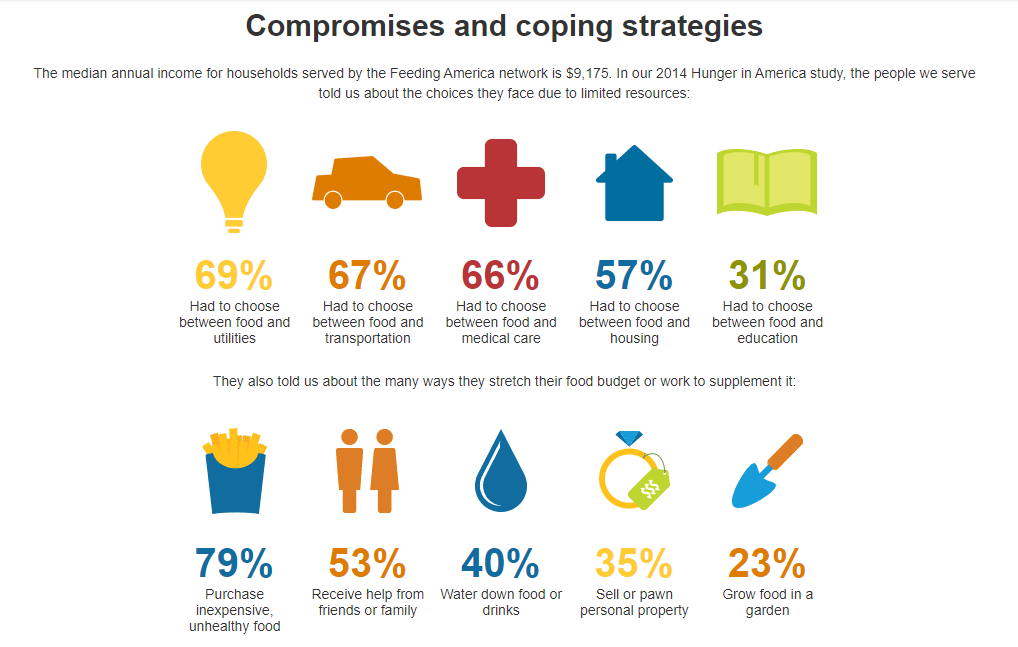 Compromises and coping strategies
The median annual income for households served by the Feeding America network is $9,175. In our 2014 Hunger in America study, the people we serve
told us about the choices they face due to limited resources:
69%
Had to choose
between food and
utilities
67%
Had to choose
between food and
transportation
66%
Had to choose
between food and
medical care
57%
Had to choose
between food and
housing
31%
Had to choose
between food and
education
They also told us about the many ways they stretch their food budget or work to supplement it:
$$
79%
Purchase
inexpensive,
unhealthy food
53%
Receive help from
friends or family
40%
Water down food or
drinks
35%
Sell or pawn
personal property
23%
Grow food in a
garden